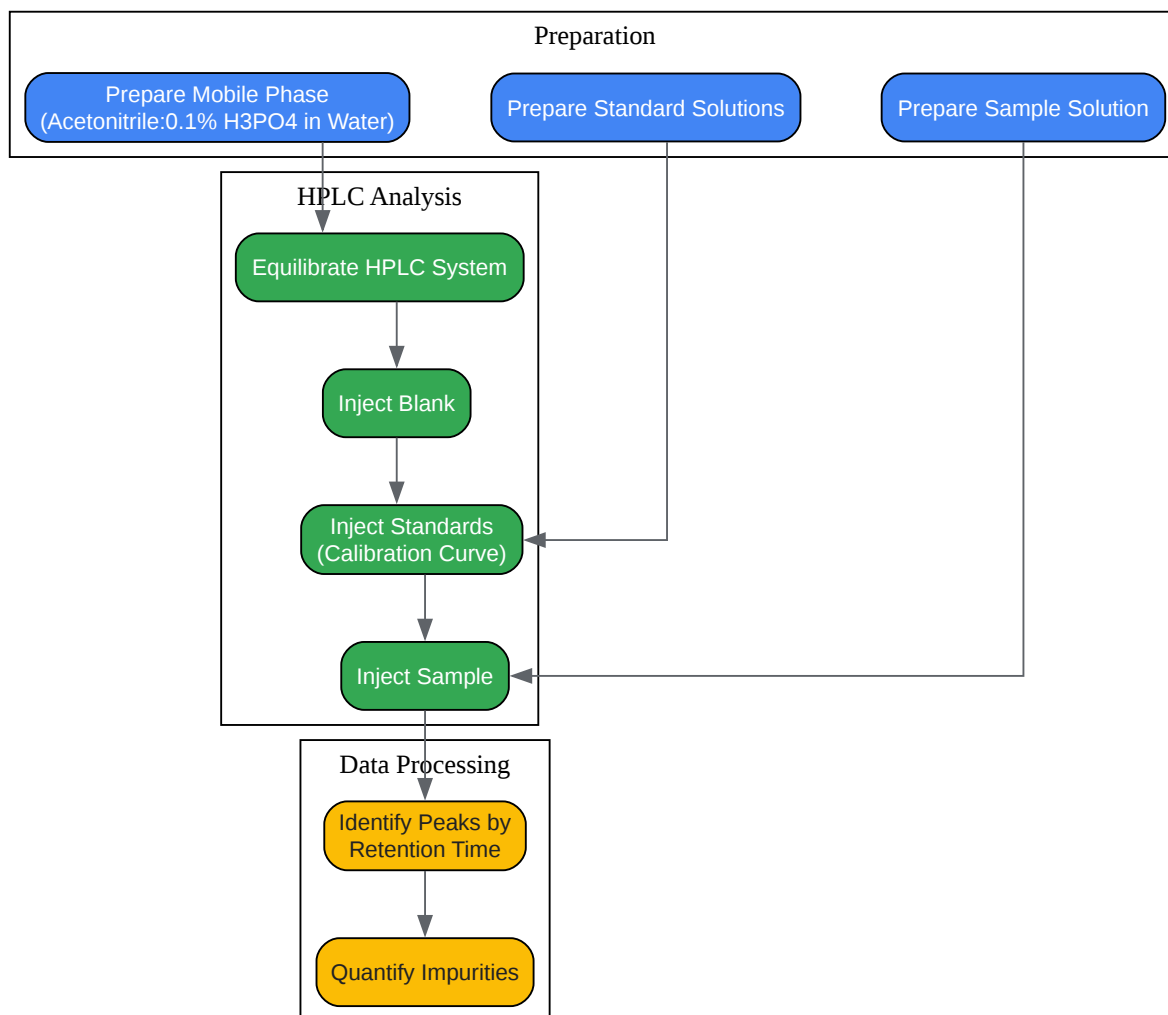 Preparation
Prepare Mobile Phase
(Acetonitrile:0.1% H3PO4 in Water)
Prepare Standard Solutions
Prepare Sample Solution
HPLC Analysis
Equilibrate HPLC System
Inject Blank
Inject Standards
(Calibration Curve)
Inject Sample
Data Processing
Identify Peaks by
Retention Time
Quantify Impurities